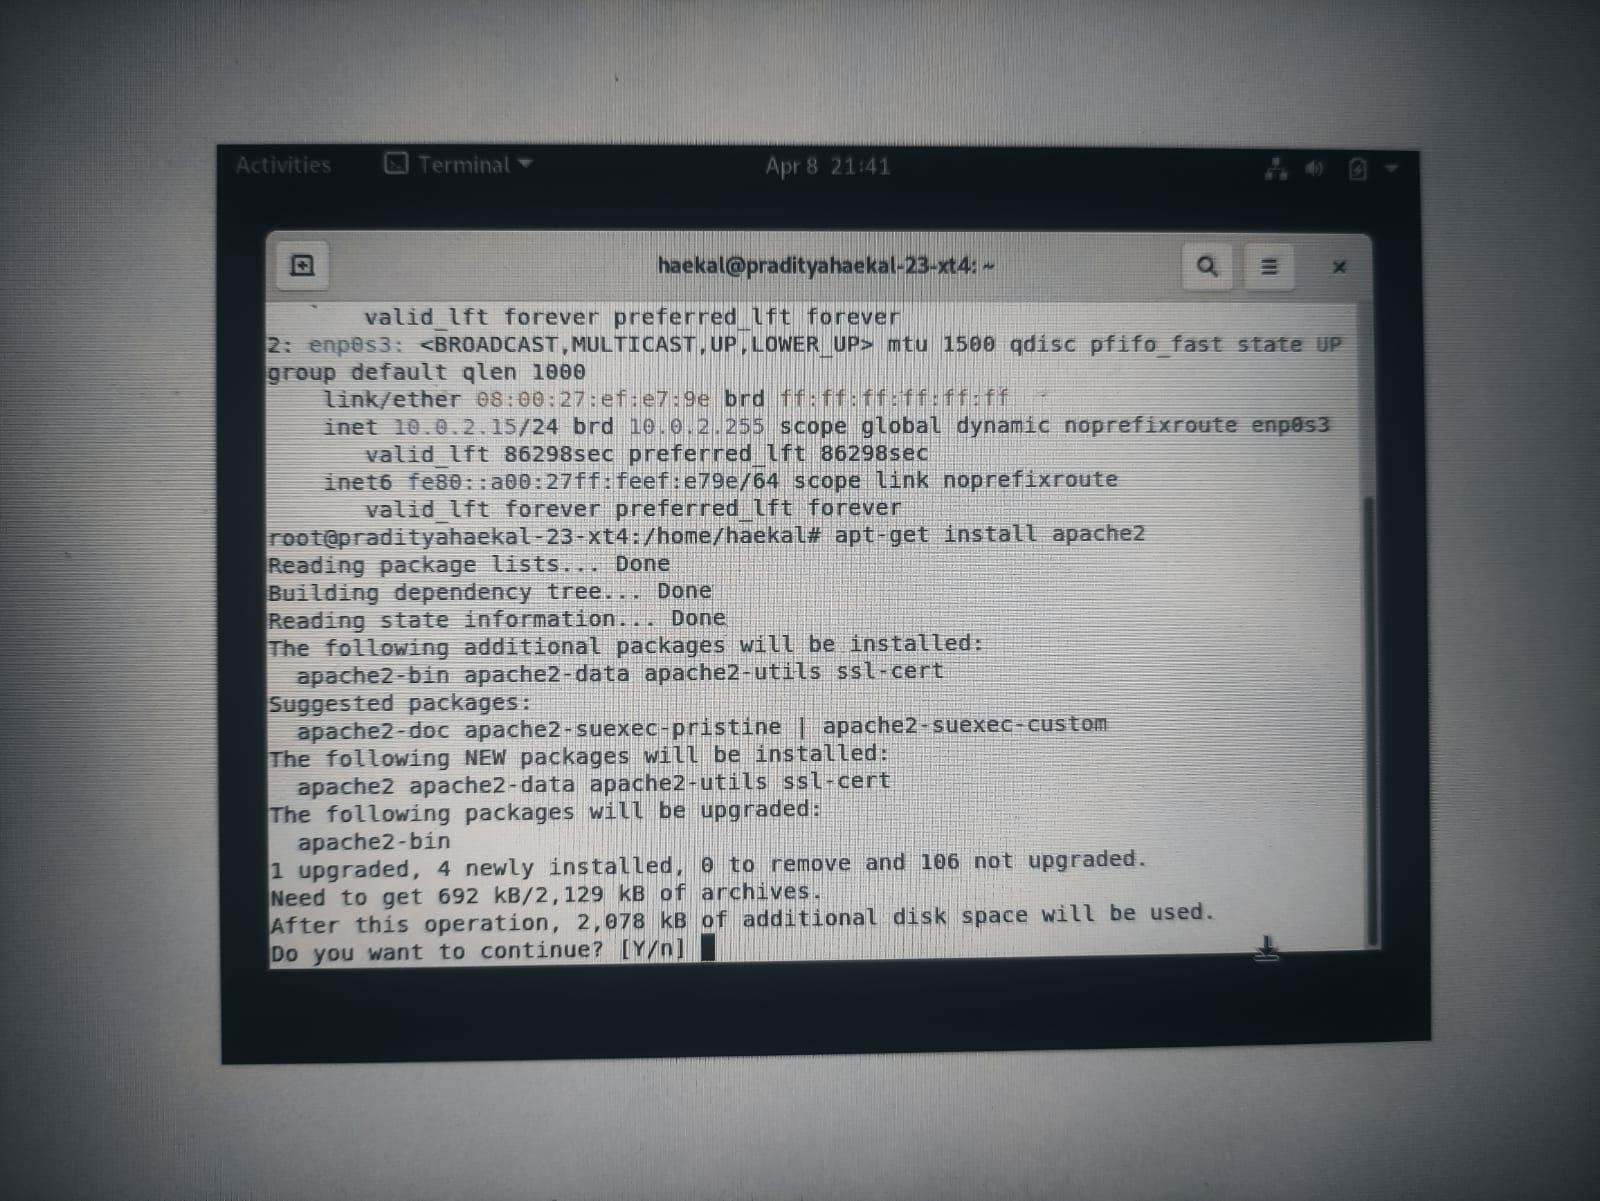 Activities Terminal Apr 8 21:41
haekal@pradityahaekal-23-xt4: ~
valid_lft forever preferred_lft forever
2: enp0s3: <BROADCAST,MULTICAST,UP,LOWER_UP> mtu 1500 qdisc pfifo_fast state UP
group default qlen 1000
link/ether 08:00:27:ef:e7:9e brd ff:ff:ff:ff:ff:ff
inet 10.0.2.15/24 brd 10.0.2.255 scope global dynamic noprefixroute enp0s3
valid_lft 86298sec preferred_lft 86298sec
inet6 fe80::a00:27ff:feef:e79e/64 scope link noprefixroute
valid_lft forever preferred_lft forever
root@pradityahaekal-23-xt4:/home/haekal# apt-get install apache2
Reading package lists... Done
Building dependency tree... Done
Reading state information... Done
The following additional packages will be installed:
apache2-bin apache2-data apache2-utils ssl-cert
Suggested packages:
apache2-doc apache2-suexec-pristine | apache2-suexec-custom
The following NEW packages will be installed:
apache2 apache2-data apache2-utils ssl-cert
The following packages will be upgraded:
apache2-bin
1 upgraded, 4 newly installed, 0 to remove and 106 not upgraded.
Need to get 692 kB/2,129 kB of archives.
After this operation, 2,078 kB of additional disk space will be used.
Do you want to continue? [Y/n]